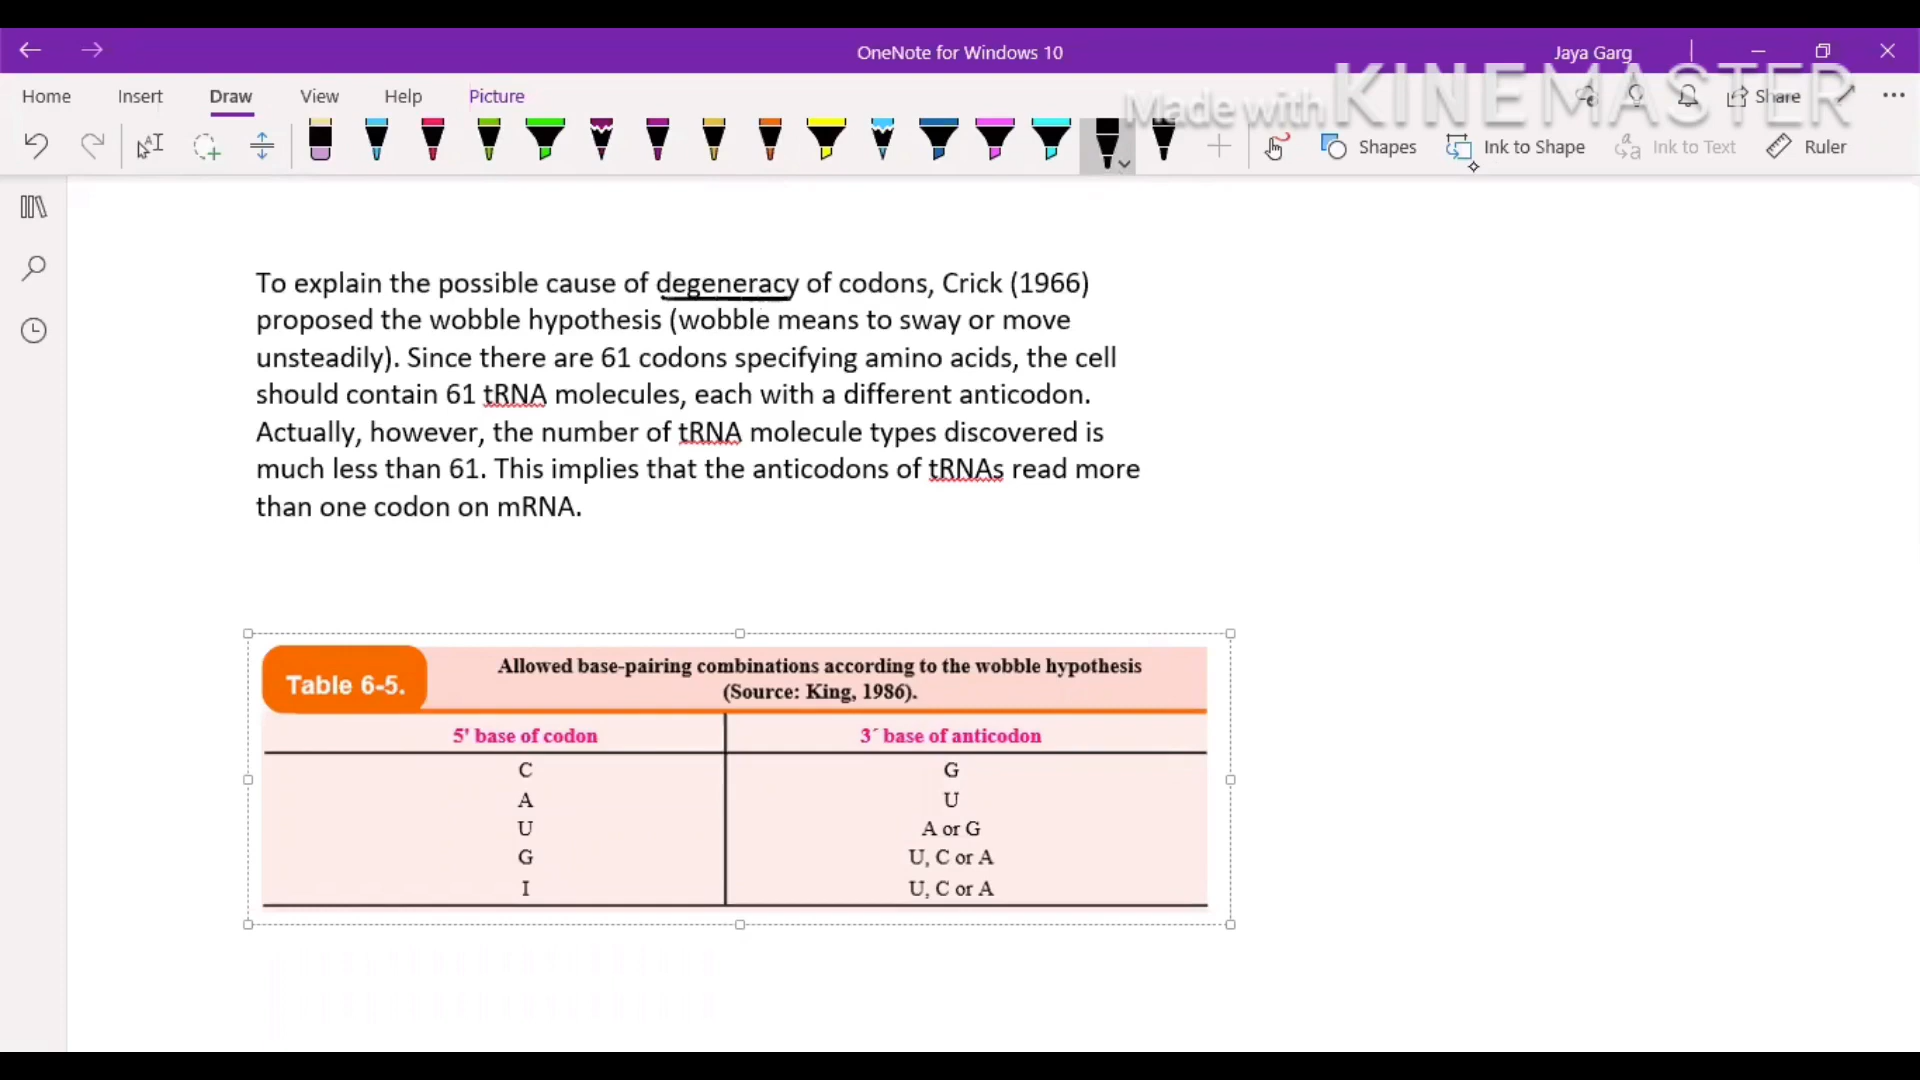 OneNote for Windows 10
Jaya Garg
Made with KINEMASTER
Home Insert Draw View Help Picture Share
Shapes Ink to Shape Ink to Text Ruler
To explain the possible cause of degeneracy of codons, Crick (1966)
proposed the wobble hypothesis (wobble means to sway or move
unsteadily). Since there are 61 codons specifying amino acids, the cell
should contain 61 tRNA molecules, each with a different anticodon.
Actually, however, the number of tRNA molecule types discovered is
much less than 61. This implies that the anticodons of tRNAs read more
than one codon on mRNA.
Table 6-5.
Allowed base-pairing combinations according to the wobble hypothesis
(Source: King, 1986).
5' base of codon 3´ base of anticodon
C G
A U
U A or G
G U, C or A
I U, C or A